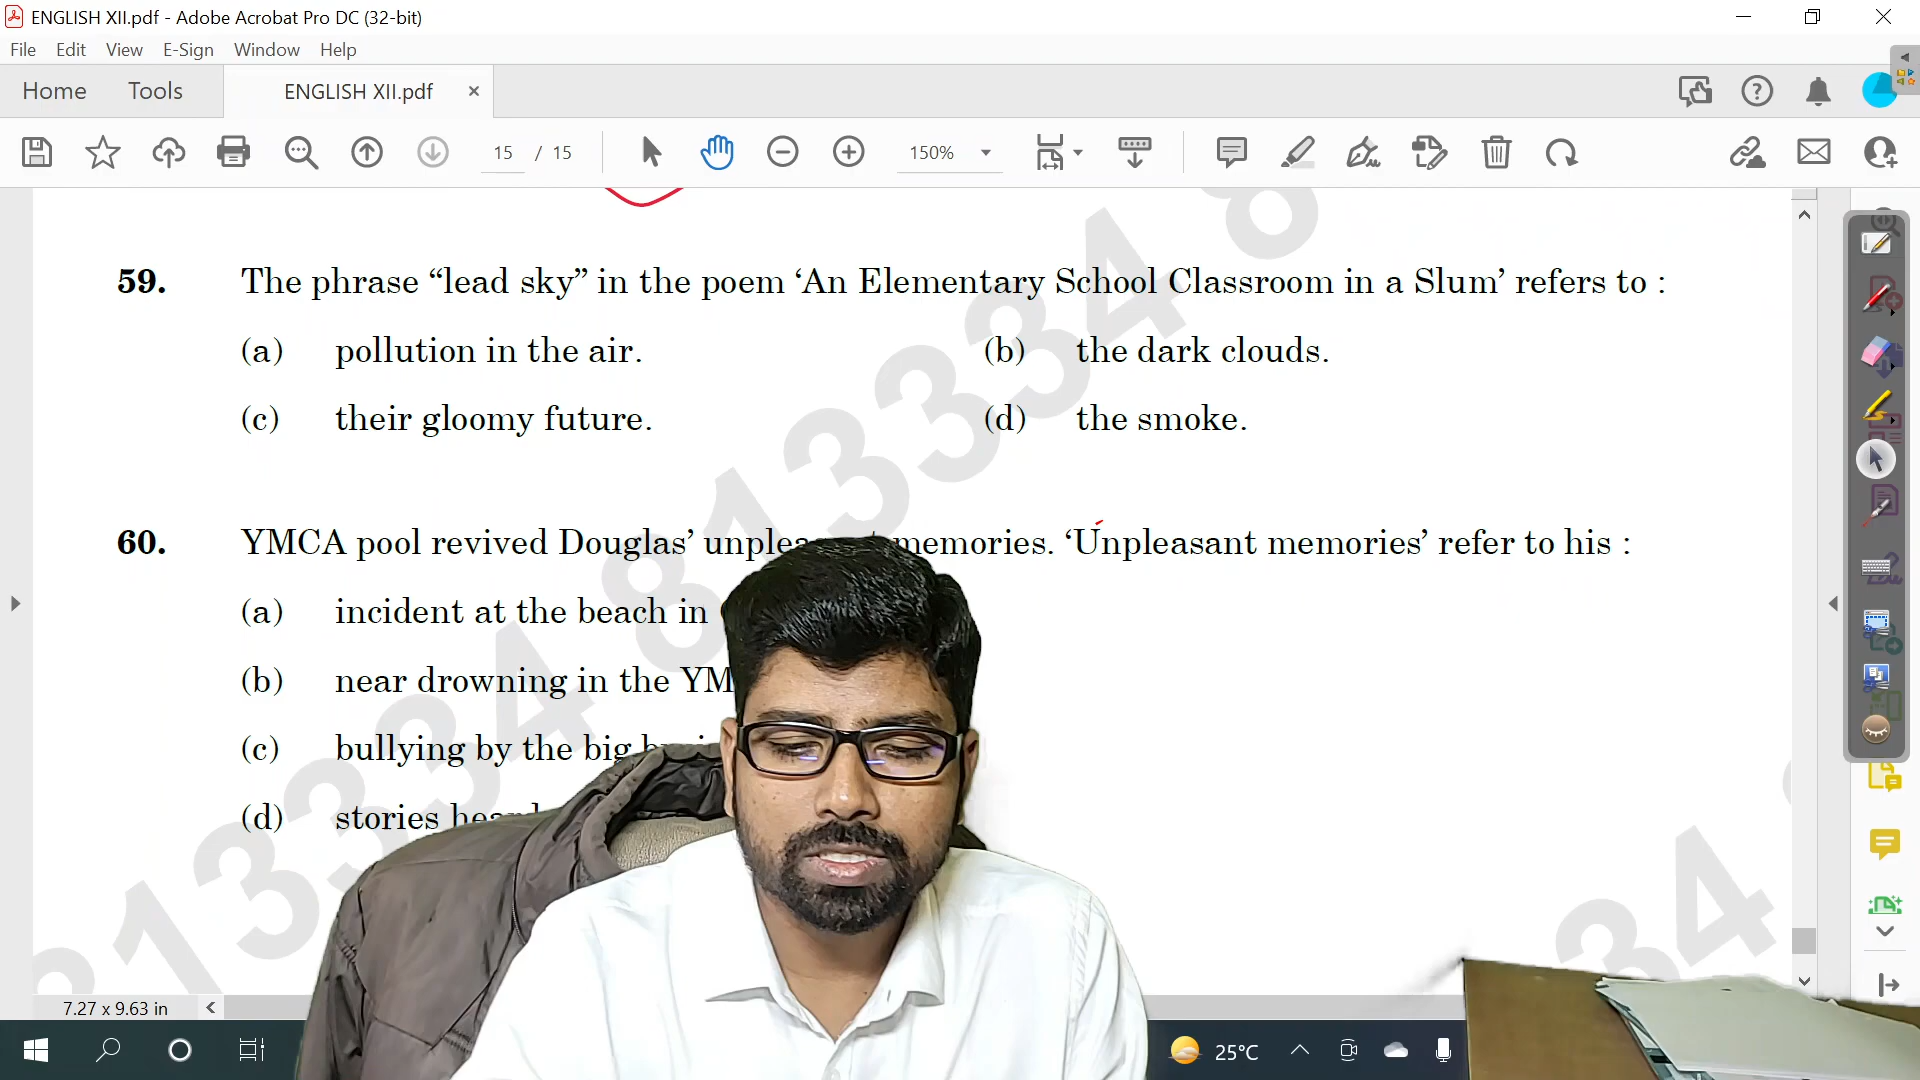 ENGLISH XII.pdf - Adobe Acrobat Pro DC (32-bit)
File Edit View E-Sign Window Help
Home Tools ENGLISH XII.pdf ×
15 / 15 150%
59. The phrase “lead sky” in the poem ‘An Elementary School Classroom in a Slum’ refers to :
(a) pollution in the air. (b) the dark clouds.
(c) their gloomy future. (d) the smoke.
60. YMCA pool revived Douglas’ memories. ‘Unpleasant memories’ refer to his :
(a) incident at the beach in
(b) near drowning in the
(c) bullying by the big
(d) stories
813334 8
813334
7.27 x 9.63 in
25°C